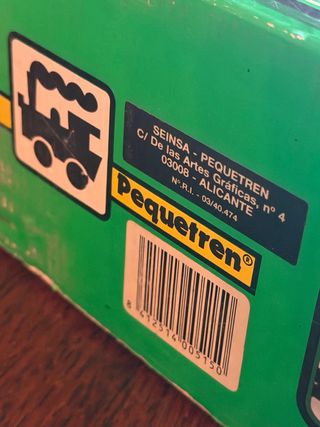 SEINSA - PEQUETREN
C/ De las Artes Gráficas, nº 4
03008 - ALICANTE
Nº.R.I. - 03/40.474
Pequetren®
8 412514 005150